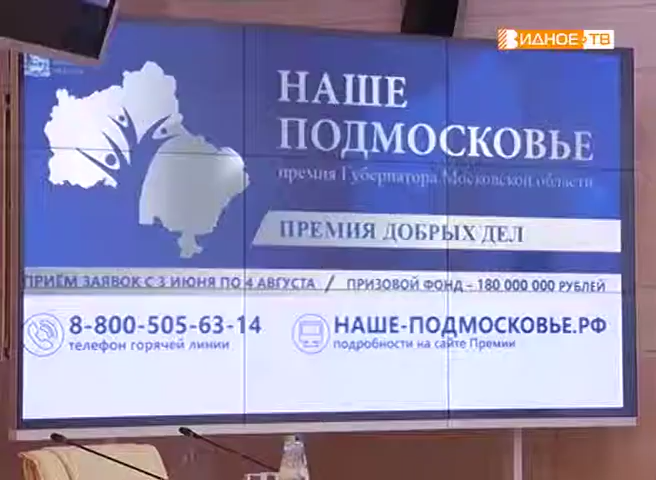 ВИДНОЕ-ТВ
НАШЕ
ПОДМОСКОВЬЕ
премия Губернатора Московской области
ПРЕМИЯ ДОБРЫХ ДЕЛ
ПРИЁМ ЗАЯВОК С 3 ИЮНЯ ПО 4 АВГУСТА / ПРИЗОВОЙ ФОНД – 180 000 000 РУБЛЕЙ
8-800-505-63-14
телефон горячей линии
НАШЕ-ПОДМОСКОВЬЕ.РФ
подробности на сайте Премии